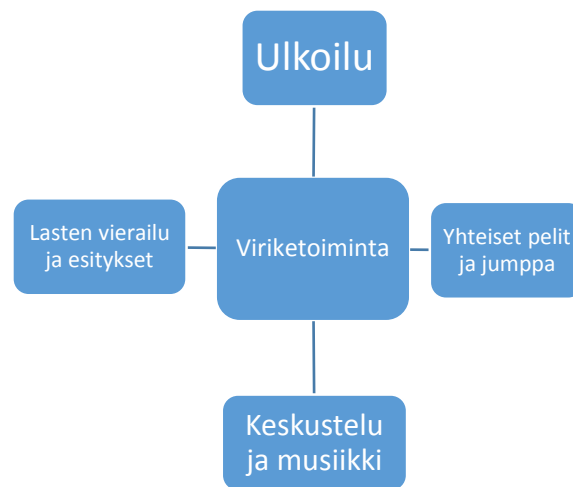 Ulkoilu
Lasten vierailu
ja esitykset
Viriketoiminta
Yhteiset pelit
ja jumppa
Keskustelu
ja musiikki